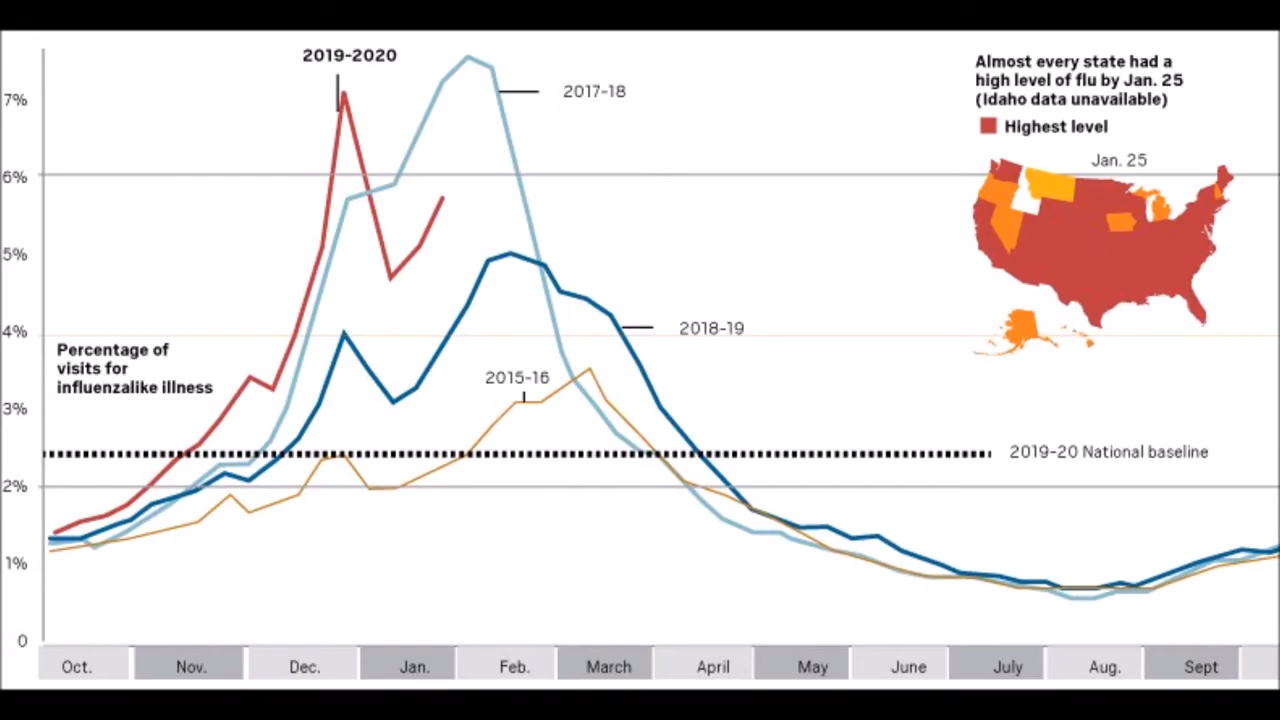 2019-2020
2017-18
7%
6%
5%
4%
3%
2%
1%
0
Percentage of
visits for
influenzalike illness
2015-16
2018-19
2019-20 National baseline
Almost every state had a
high level of flu by Jan. 25
(Idaho data unavailable)
Highest level
Jan. 25
Oct. Nov. Dec. Jan. Feb. March April May June July Aug. Sept